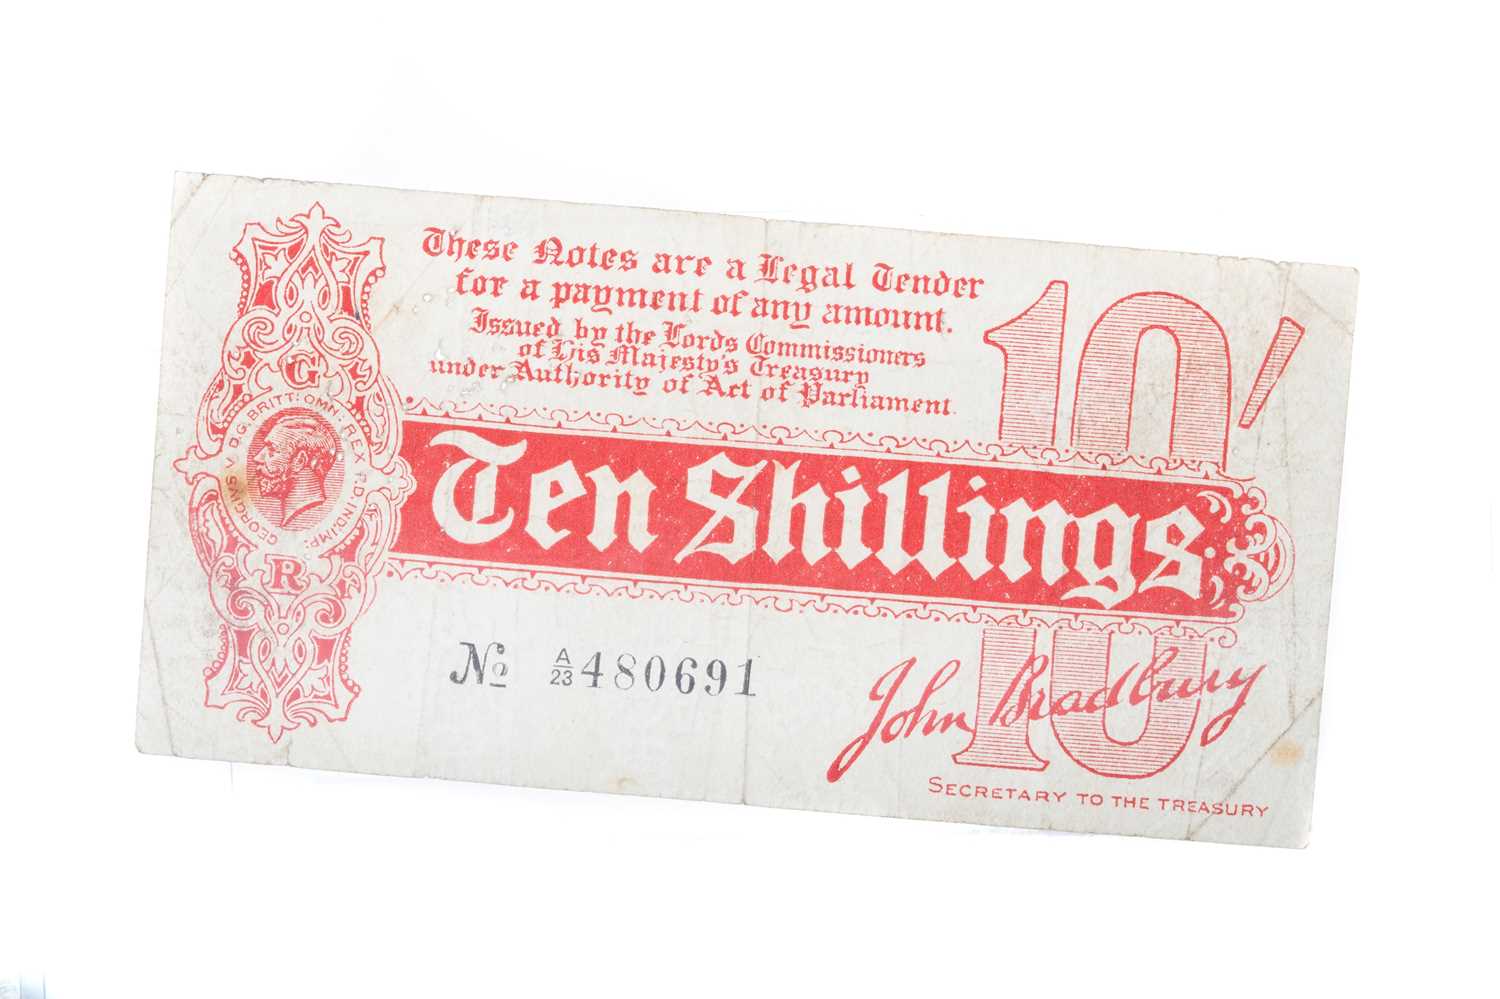 These Notes are a Legal Tender
for a payment of any amount.
Issued by the Lords Commissioners
of His Majesty's Treasury
under Authority of Act of Parliament.
10/
G
GEORGIVS V D.G. BRITT: OMN: REX F.D. IND: IMP:
R
Ten Shillings
№ A/23 480691
10
John Bradbury
SECRETARY TO THE TREASURY